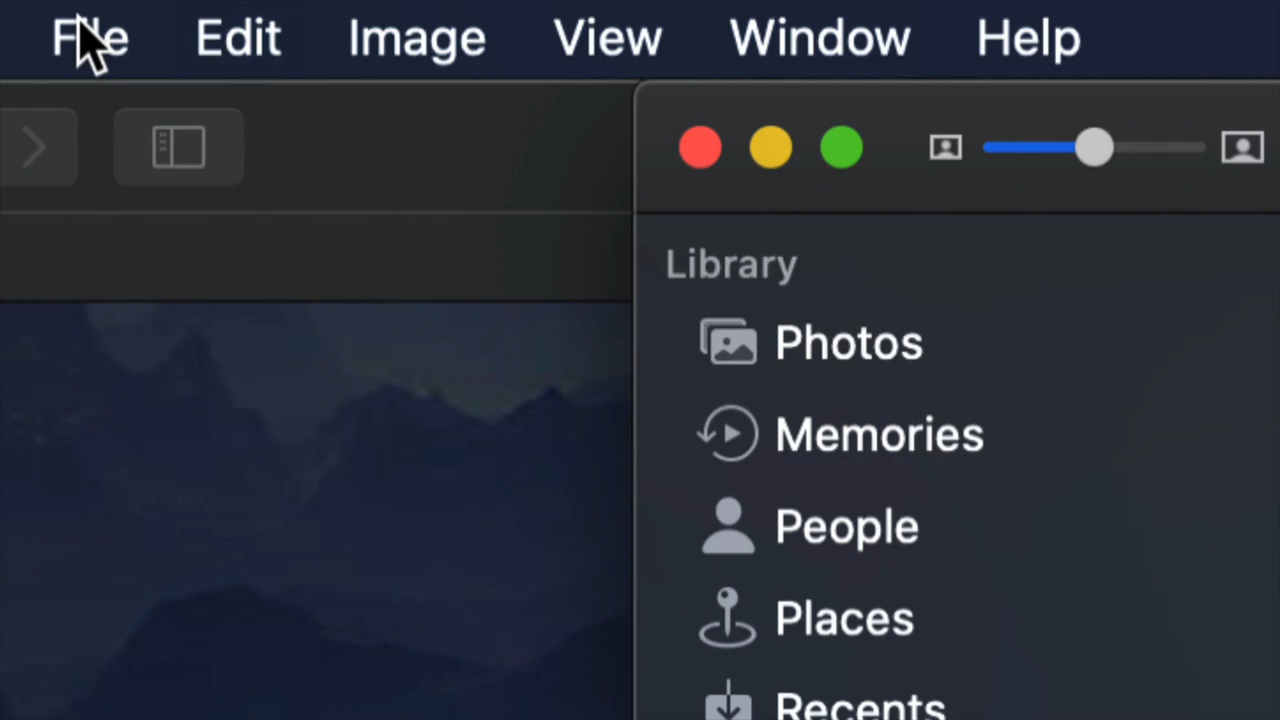 File Edit Image View Window Help
Library
Photos
Memories
People
Places
Recents